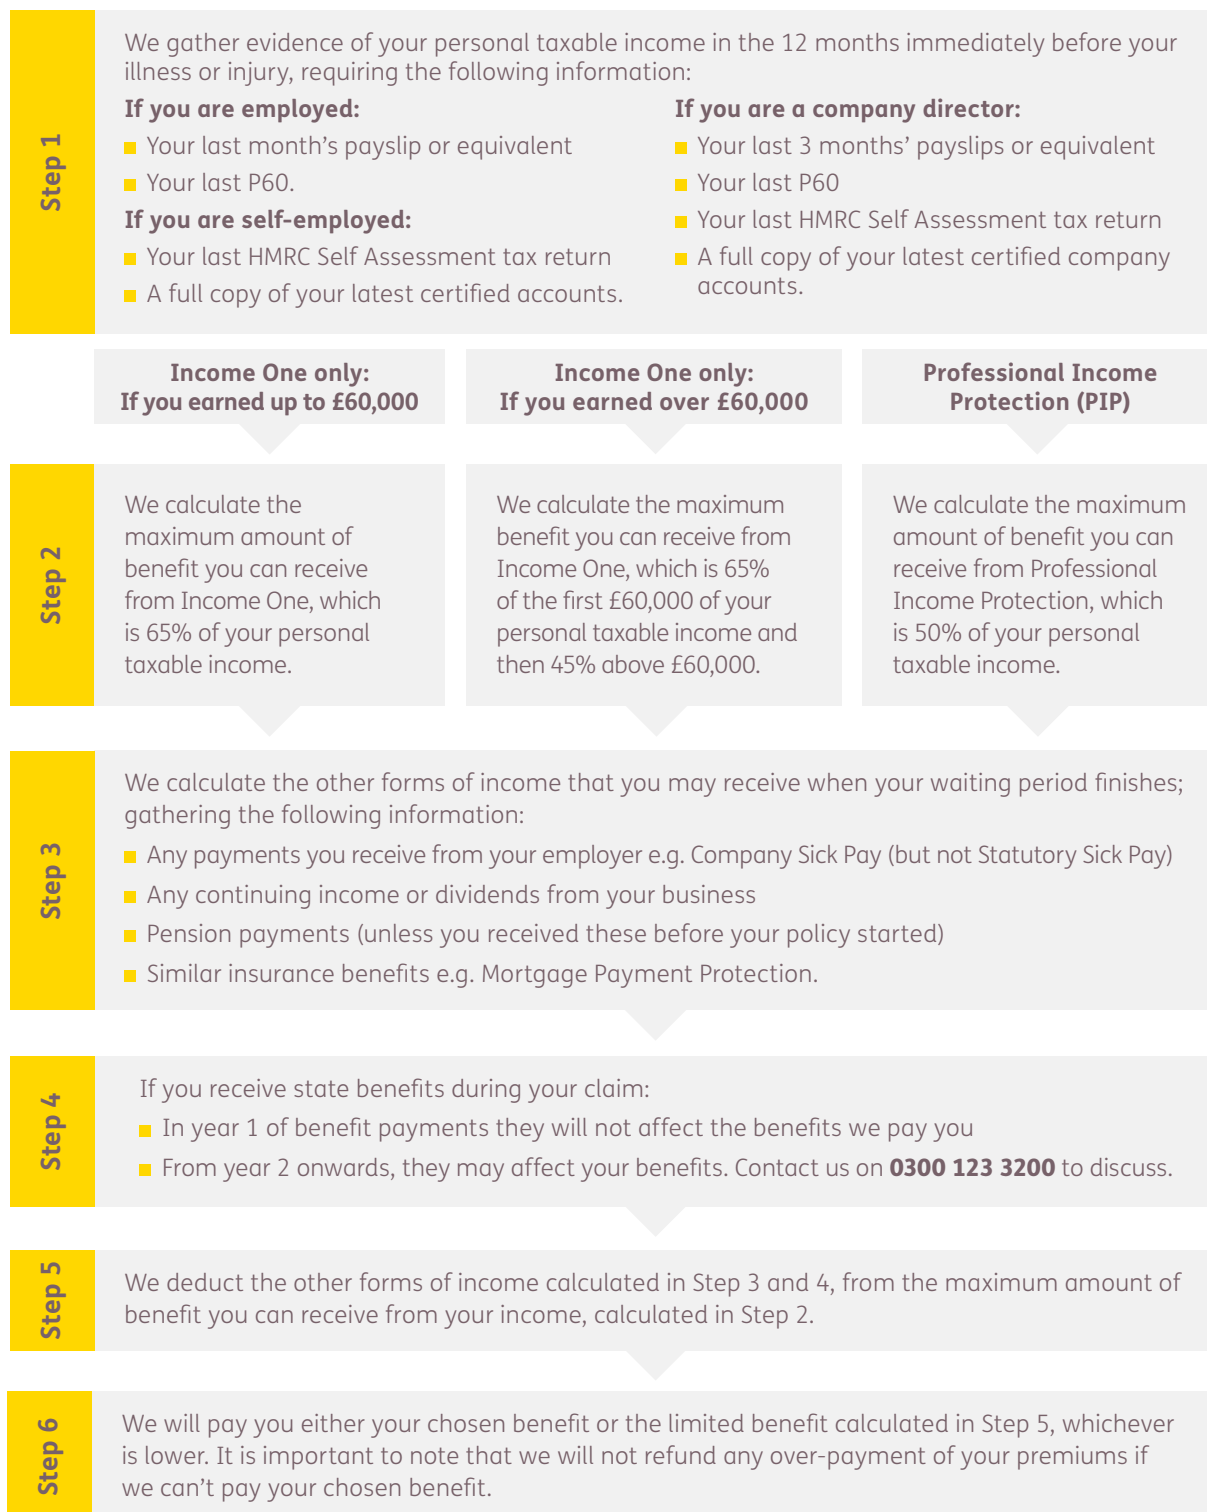 Step 1
We gather evidence of your personal taxable income in the 12 months immediately before your
illness or injury, requiring the following information:
If you are employed:
Your last month's payslip or equivalent
Your last P60.
If you are self-employed:
Your last HMRC Self Assessment tax return
A full copy of your latest certified accounts.
If you are a company director:
Your last 3 months' payslips or equivalent
Your last P60
Your last HMRC Self Assessment tax return
A full copy of your latest certified company
accounts.
Income One only:
If you earned up to £60,000
Income One only:
If you earned over £60,000
Professional Income
Protection (PIP)
Step 2
We calculate the
maximum amount of
benefit you can receive
from Income One, which
is 65% of your personal
taxable income.
We calculate the maximum
benefit you can receive from
Income One, which is 65%
of the first £60,000 of your
personal taxable income and
then 45% above £60,000.
We calculate the maximum
amount of benefit you can
receive from Professional
Income Protection, which
is 50% of your personal
taxable income.
Step 3
We calculate the other forms of income that you may receive when your waiting period finishes;
gathering the following information:
Any payments you receive from your employer e.g. Company Sick Pay (but not Statutory Sick Pay)
Any continuing income or dividends from your business
Pension payments (unless you received these before your policy started)
Similar insurance benefits e.g. Mortgage Payment Protection.
Step 4
If you receive state benefits during your claim:
In year 1 of benefit payments they will not affect the benefits we pay you
From year 2 onwards, they may affect your benefits. Contact us on 0300 123 3200 to discuss.
Step 5
We deduct the other forms of income calculated in Step 3 and 4, from the maximum amount of
benefit you can receive from your income, calculated in Step 2.
Step 6
We will pay you either your chosen benefit or the limited benefit calculated in Step 5, whichever
is lower. It is important to note that we will not refund any over-payment of your premiums if
we can't pay your chosen benefit.